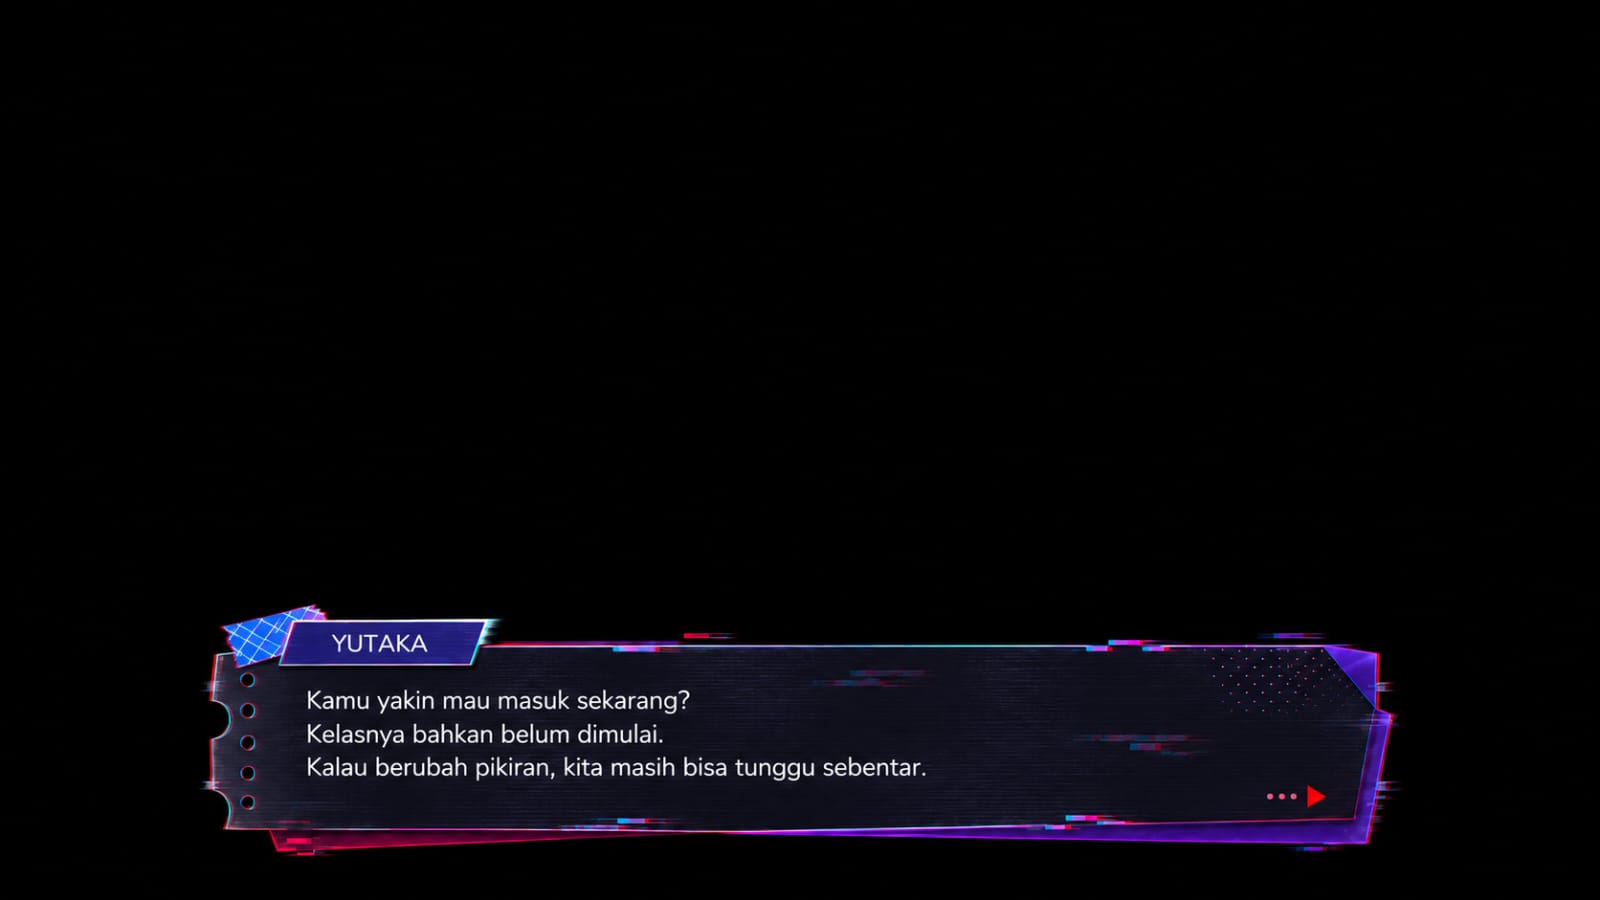 YUTAKA
Kamu yakin mau masuk sekarang?
Kelasnya bahkan belum dimulai.
Kalau berubah pikiran, kita masih bisa tunggu sebentar.